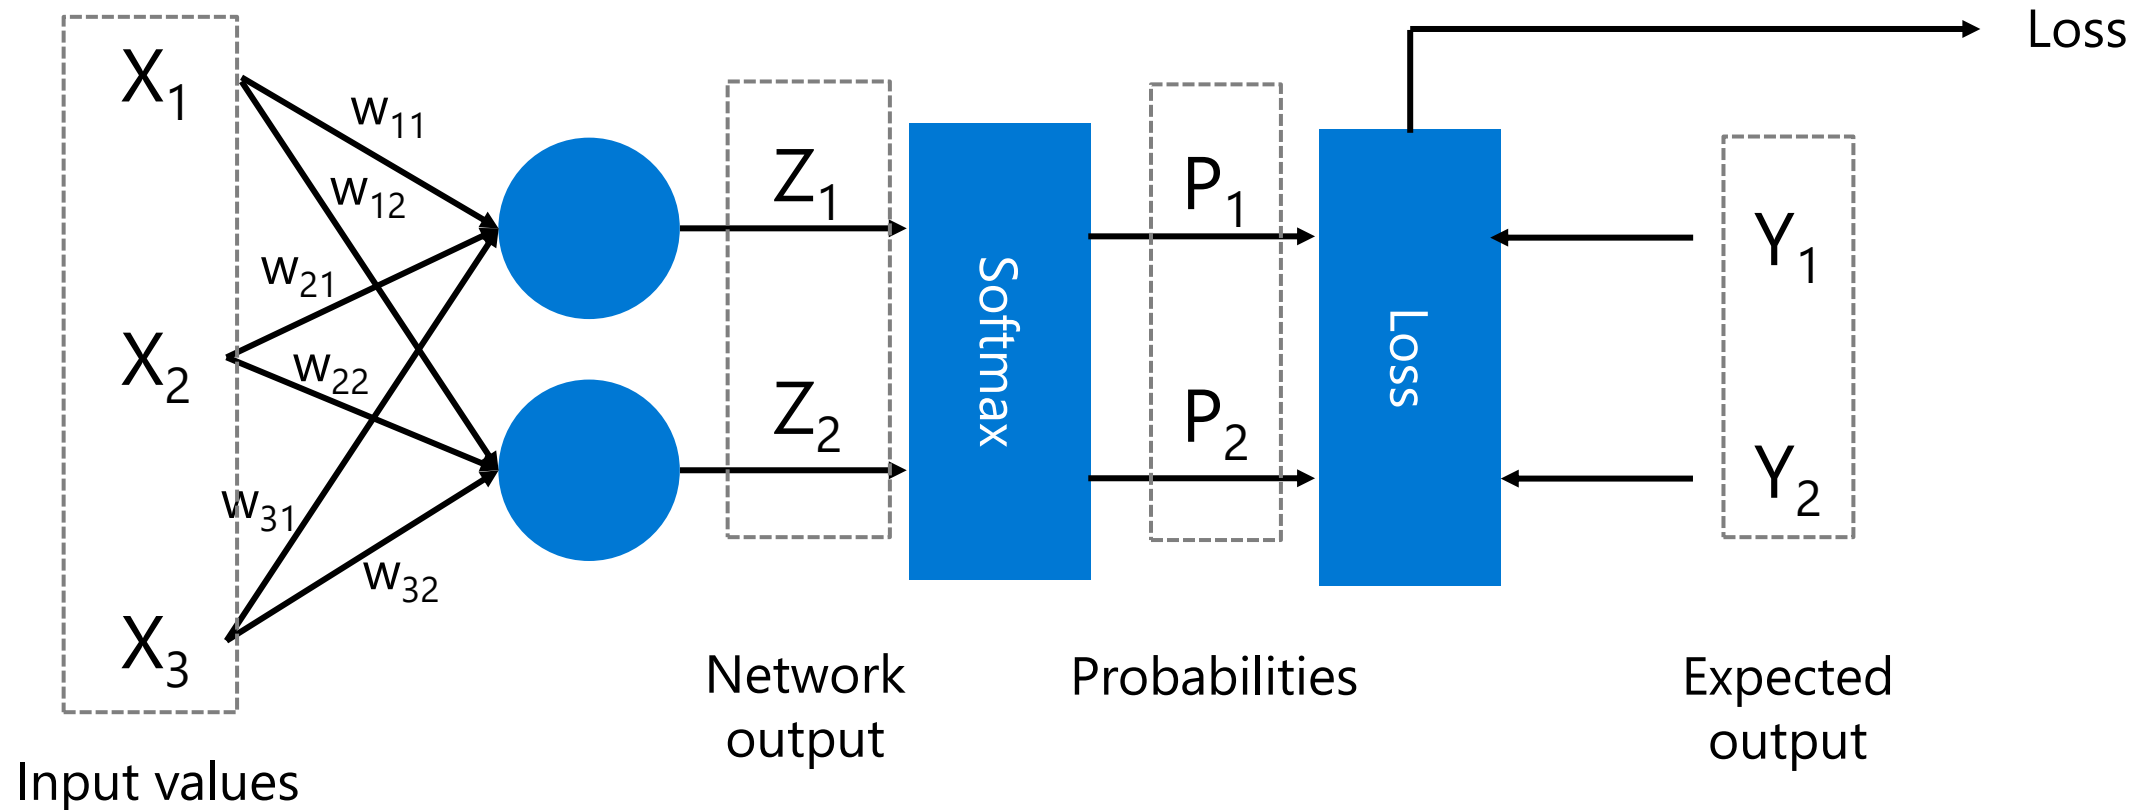 X1
X2
X3
Input values
w11
w12
w21
w22
w31
w32
Z1
Z2
Network
output
Softmax
P1
P2
Probabilities
Loss
Loss
Y1
Y2
Expected
output